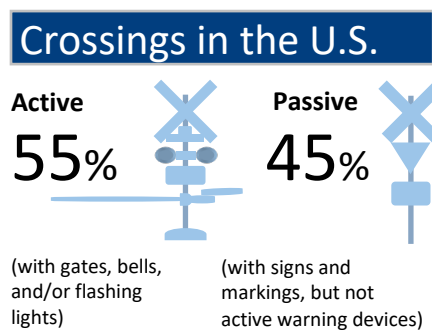 Crossings in the U.S.
Active
55%
(with gates, bells,
and/or flashing
lights)
Passive
45%
(with signs and
markings, but not
active warning devices)